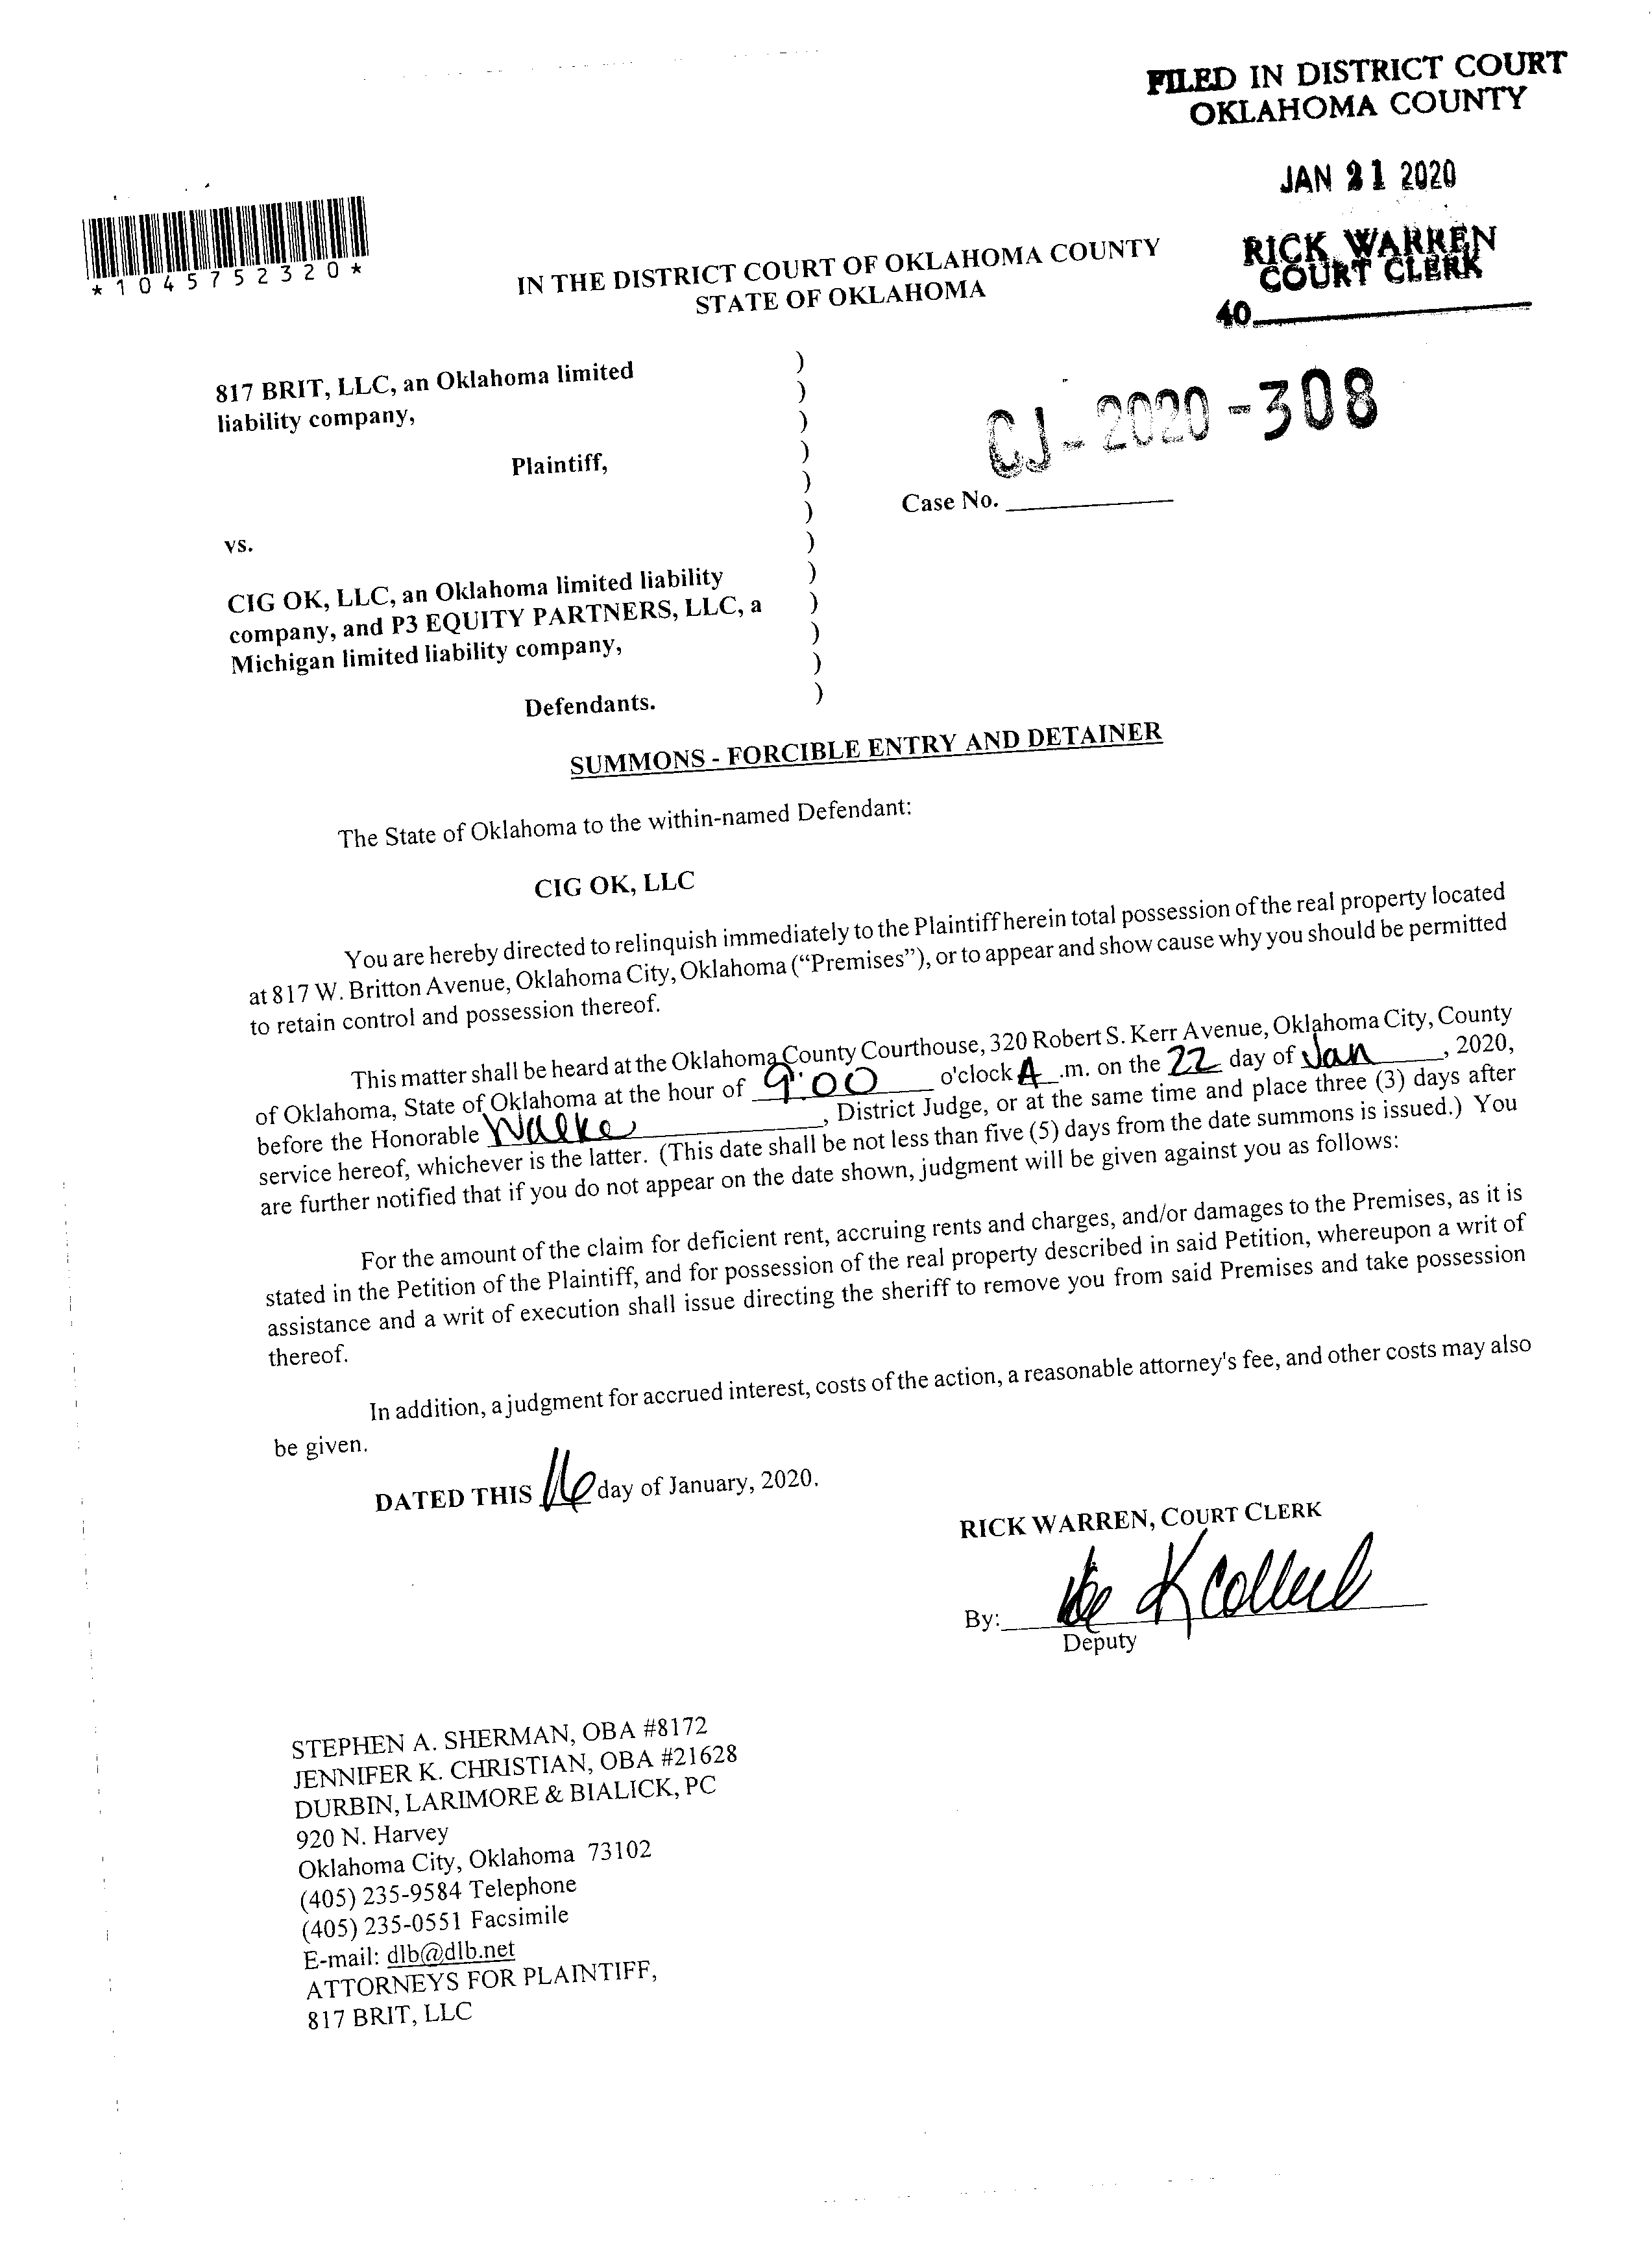 FILED IN DISTRICT COURT
OKLAHOMA COUNTY
JAN 21 2020
RICK WARREN
COURT CLERK
40
*1045752320*
IN THE DISTRICT COURT OF OKLAHOMA COUNTY
STATE OF OKLAHOMA
817 BRIT, LLC, an Oklahoma limited )
liability company, )
)
Plaintiff, )
)
CJ-2020-308
Case No. )
vs. )
)
CIG OK, LLC, an Oklahoma limited liability )
company, and P3 EQUITY PARTNERS, LLC, a )
Michigan limited liability company, )
)
Defendants. )
SUMMONS - FORCIBLE ENTRY AND DETAINER
The State of Oklahoma to the within-named Defendant:
CIG OK, LLC
You are hereby directed to relinquish immediately to the Plaintiff herein total possession of the real property located
at 817 W. Britton Avenue, Oklahoma City, Oklahoma (“Premises”), or to appear and show cause why you should be permitted
to retain control and possession thereof.
This matter shall be heard at the Oklahoma County Courthouse, 320 Robert S. Kerr Avenue, Oklahoma City, County
of Oklahoma, State of Oklahoma at the hour of 9:00 o'clock A .m. on the 22 day of Jan, 2020,
before the Honorable Walke, District Judge, or at the same time and place three (3) days after
service hereof, whichever is the latter. (This date shall be not less than five (5) days from the date summons is issued.) You
are further notified that if you do not appear on the date shown, judgment will be given against you as follows:
For the amount of the claim for deficient rent, accruing rents and charges, and/or damages to the Premises, as it is
stated in the Petition of the Plaintiff, and for possession of the real property described in said Petition, whereupon a writ of
assistance and a writ of execution shall issue directing the sheriff to remove you from said Premises and take possession
thereof.
In addition, a judgment for accrued interest, costs of the action, a reasonable attorney's fee, and other costs may also
be given.
DATED THIS 16 day of January, 2020.
RICK WARREN, COURT CLERK
By:
Deputy
STEPHEN A. SHERMAN, OBA #8172
JENNIFER K. CHRISTIAN, OBA #21628
DURBIN, LARIMORE & BIALICK, PC
920 N. Harvey
Oklahoma City, Oklahoma 73102
(405) 235-9584 Telephone
(405) 235-0551 Facsimile
E-mail: dlb@dlb.net
ATTORNEYS FOR PLAINTIFF,
817 BRIT, LLC